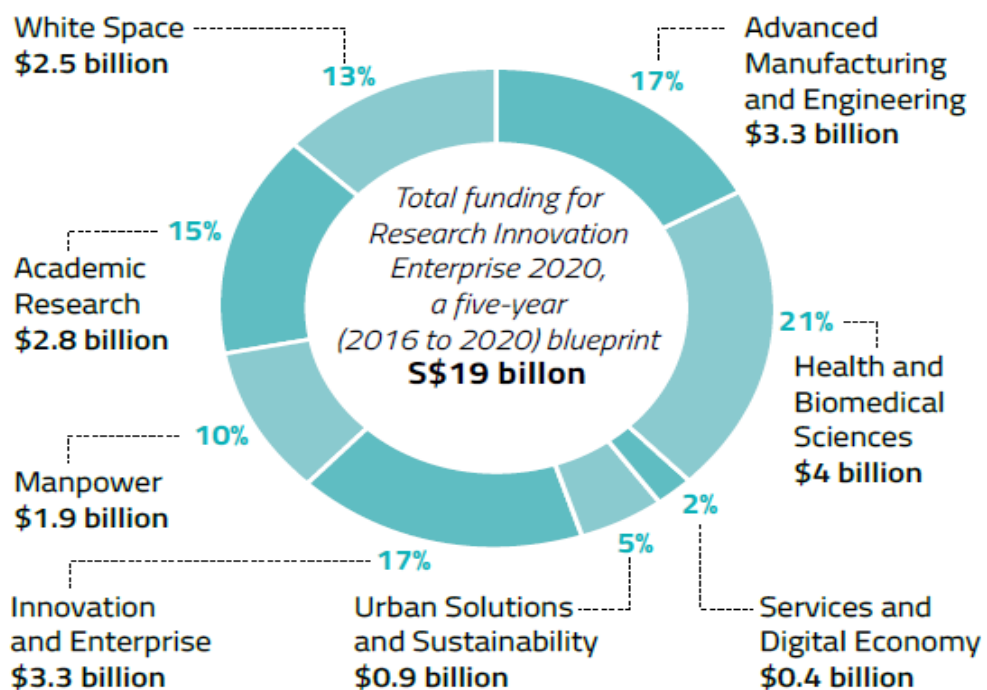 White Space
$2.5 billion
13%
Advanced
Manufacturing
and Engineering
$3.3 billion
17%
Total funding for
Research Innovation
Enterprise 2020,
a five-year
(2016 to 2020) blueprint
S$19 billon
15%
Academic
Research
$2.8 billion
21%
Health and
Biomedical
Sciences
$4 billion
10%
Manpower
$1.9 billion
2%
5%
17%
Innovation
and Enterprise
$3.3 billion
Urban Solutions
and Sustainability
$0.9 billion
Services and
Digital Economy
$0.4 billion